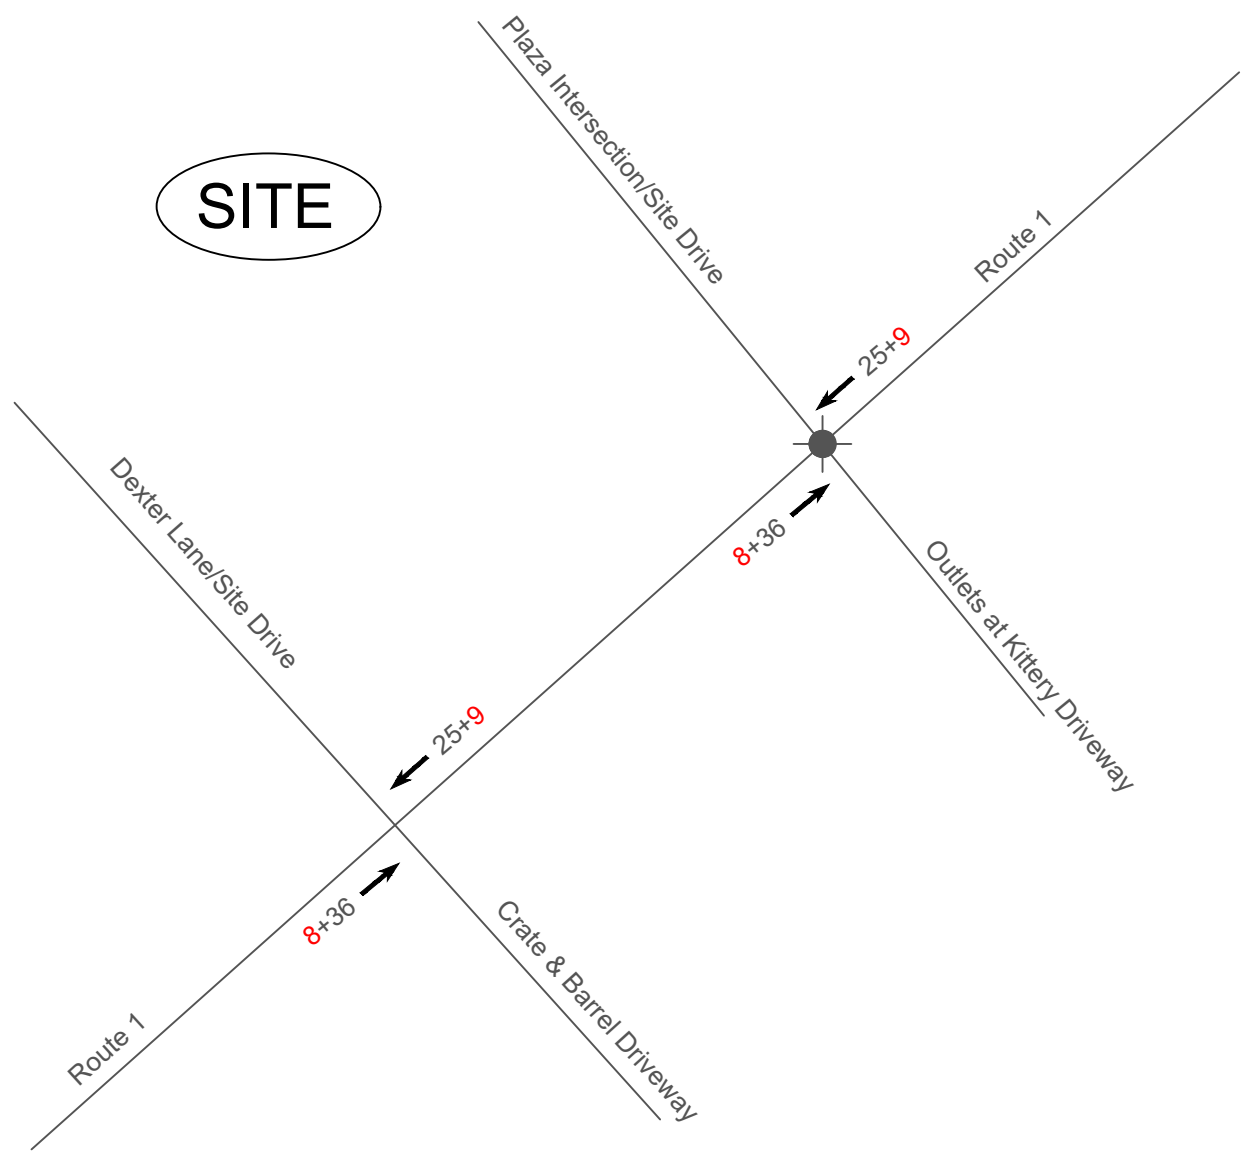 Plaza Intersection/Site Drive
SITE
Route 1
25+9
8+36
Dexter Lane/Site Drive
Outlets at Kittery Driveway
25+9
8+36
Crate & Barrel Driveway
Route 1